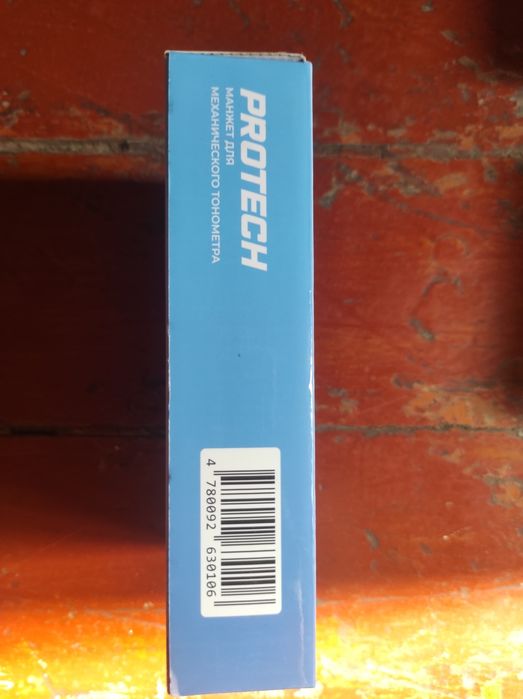 PROTECH
МАНЖЕТ ДЛЯ
МЕХАНИЧЕСКОГО ТОНОМЕТРА
4 780092 630106